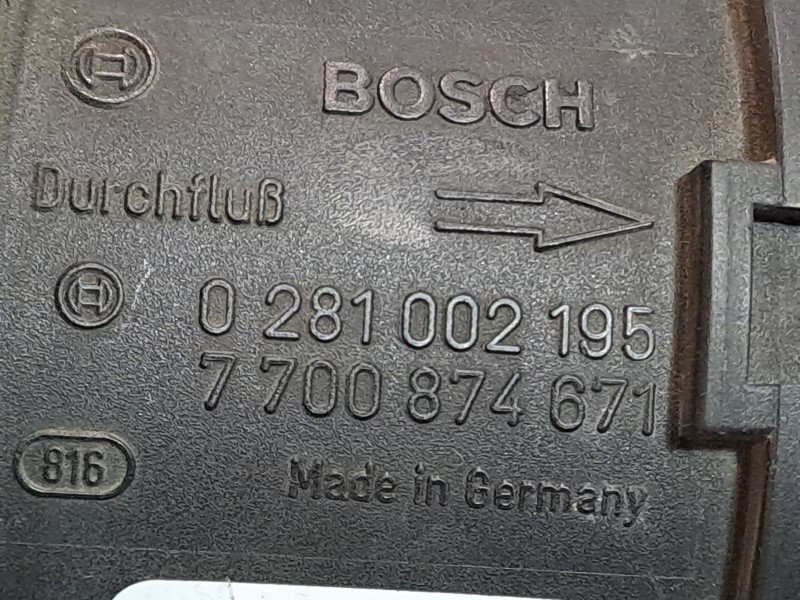 BOSCH
Durchfluß
0 281 002 195
7 700 874 671
816
Made in Germany